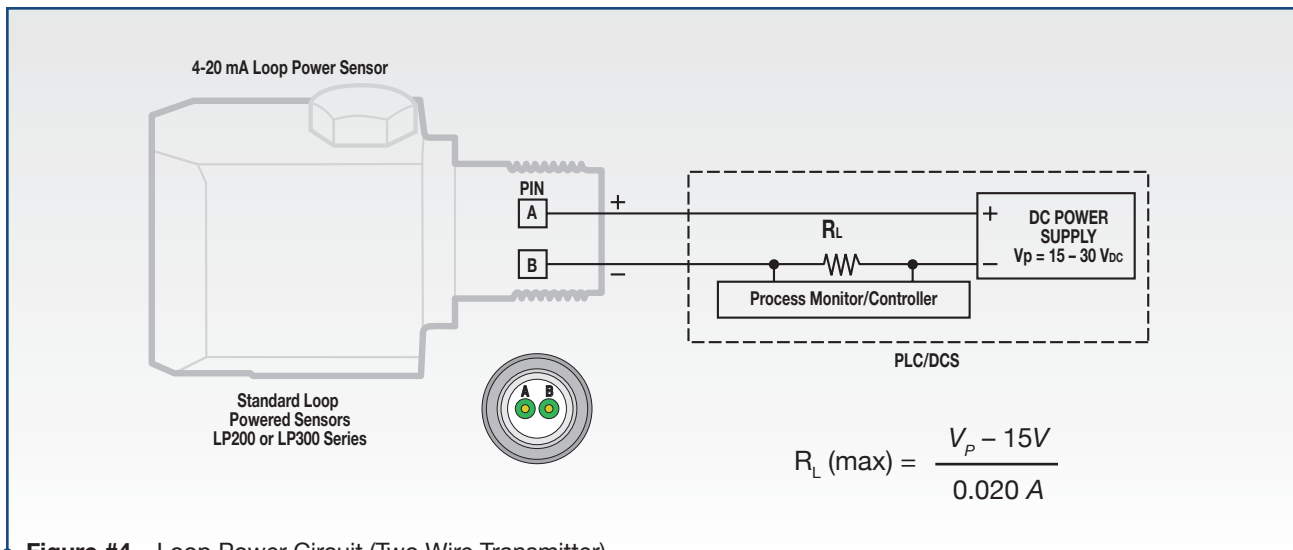 4-20 mA Loop Power Sensor
PIN
A
+
B
–
RL
+
–
DC POWER
SUPPLY
Vp = 15 – 30 VDC
Process Monitor/Controller
PLC/DCS
A B
Standard Loop
Powered Sensors
LP200 or LP300 Series
RL (max) = VP – 15V
0.020 A
Figure #4 Loop Power Circuit (Two Wire Transmitter)